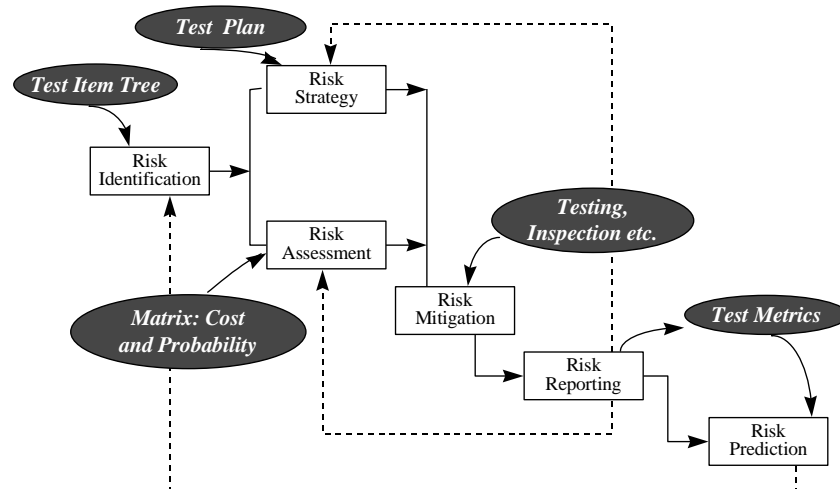 Test Plan
Test Item Tree
Risk
Strategy
Risk
Identification
Testing,
Inspection etc.
Risk
Assessment
Matrix: Cost
and Probability
Risk
Mitigation
Test Metrics
Risk
Reporting
Risk
Prediction